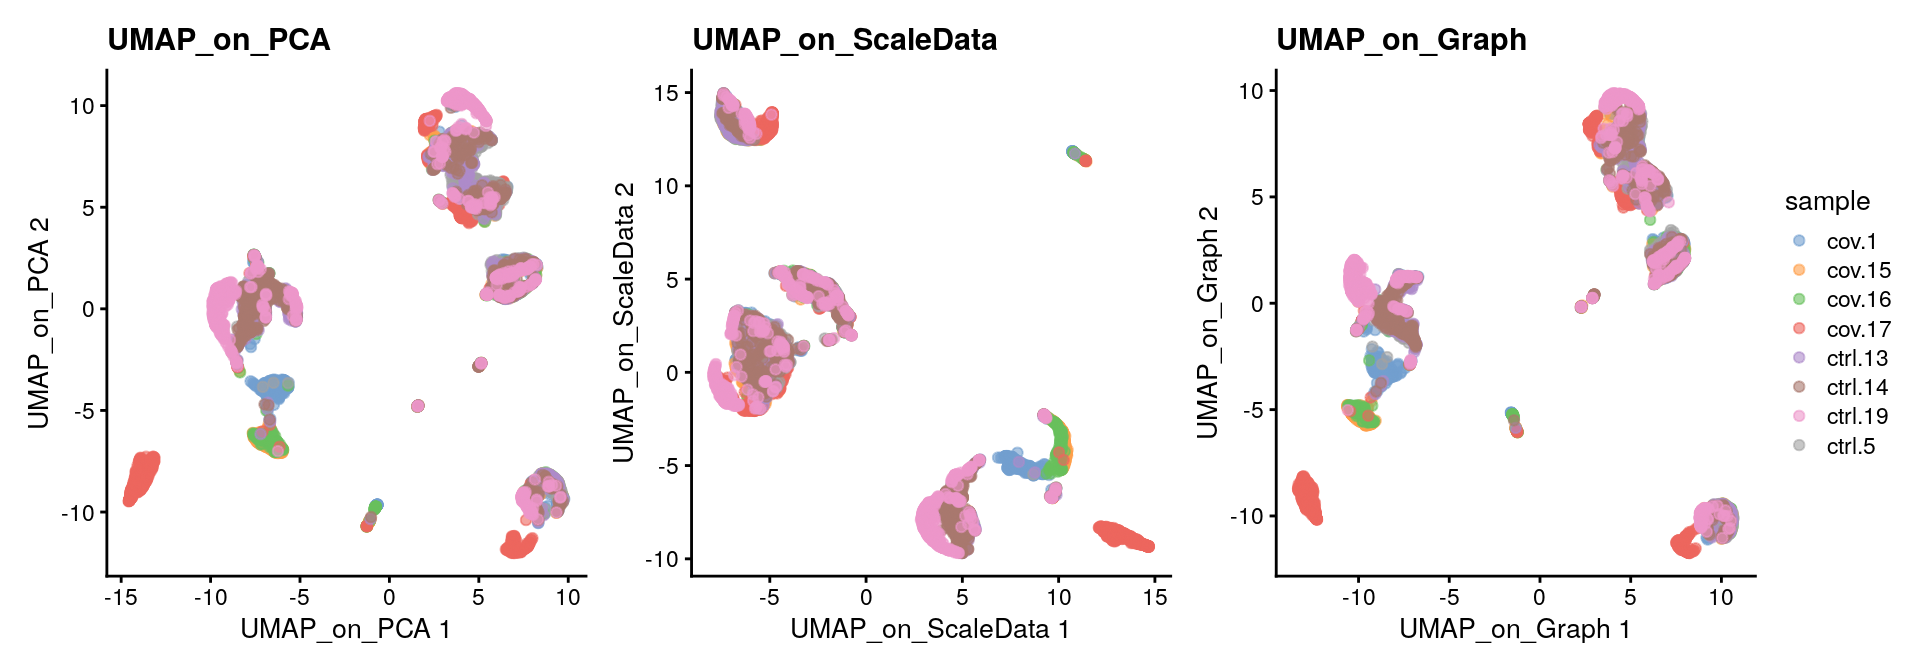 UMAP_on_PCA
UMAP_on_PCA 2
10
5
0
-5
-10
-15
-10
-5
0
5
10
UMAP_on_PCA 1
UMAP_on_ScaleData
UMAP_on_ScaleData 2
15
10
5
0
-5
-10
-5
0
5
10
15
UMAP_on_ScaleData 1
UMAP_on_Graph
UMAP_on_Graph 2
10
5
0
-5
-10
-10
-5
0
5
10
UMAP_on_Graph 1
sample
cov.1
cov.15
cov.16
cov.17
ctrl.13
ctrl.14
ctrl.19
ctrl.5